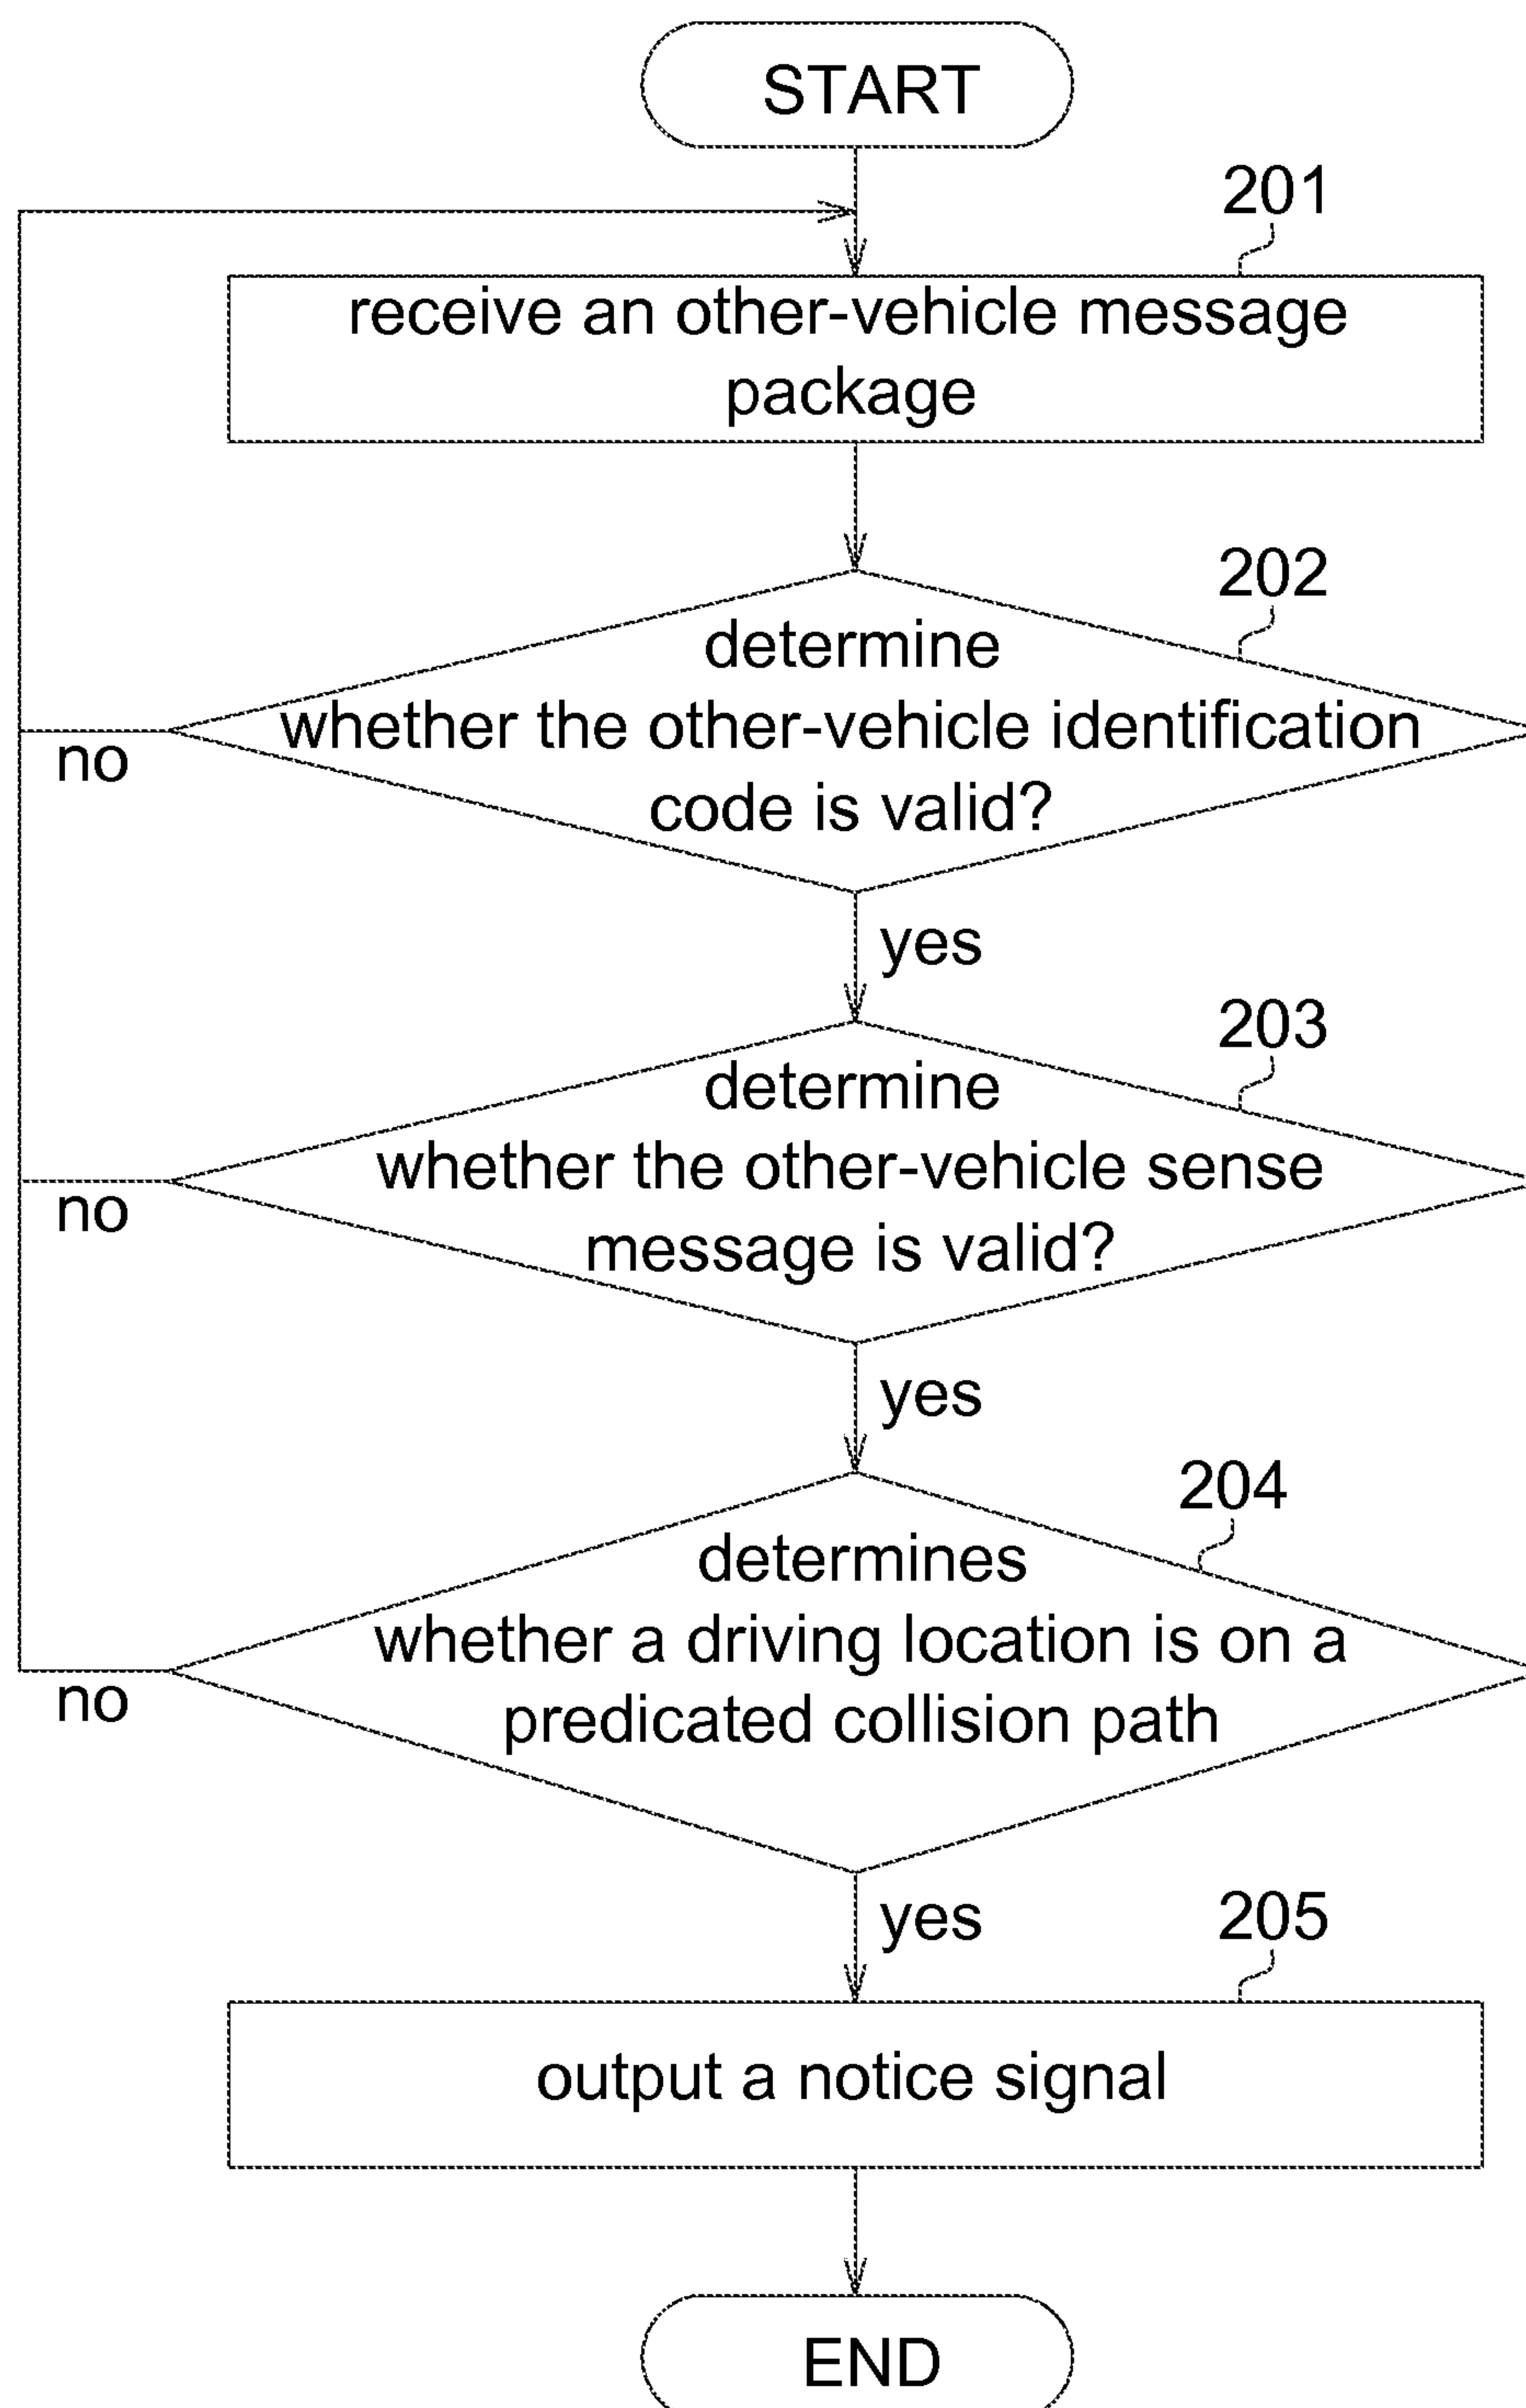 START
201
receive an other-vehicle message
package
202
determine
whether the other-vehicle identification
code is valid?
no
yes
203
determine
whether the other-vehicle sense
message is valid?
no
yes
204
determines
whether a driving location is on a
predicated collision path
no
yes
205
output a notice signal
END